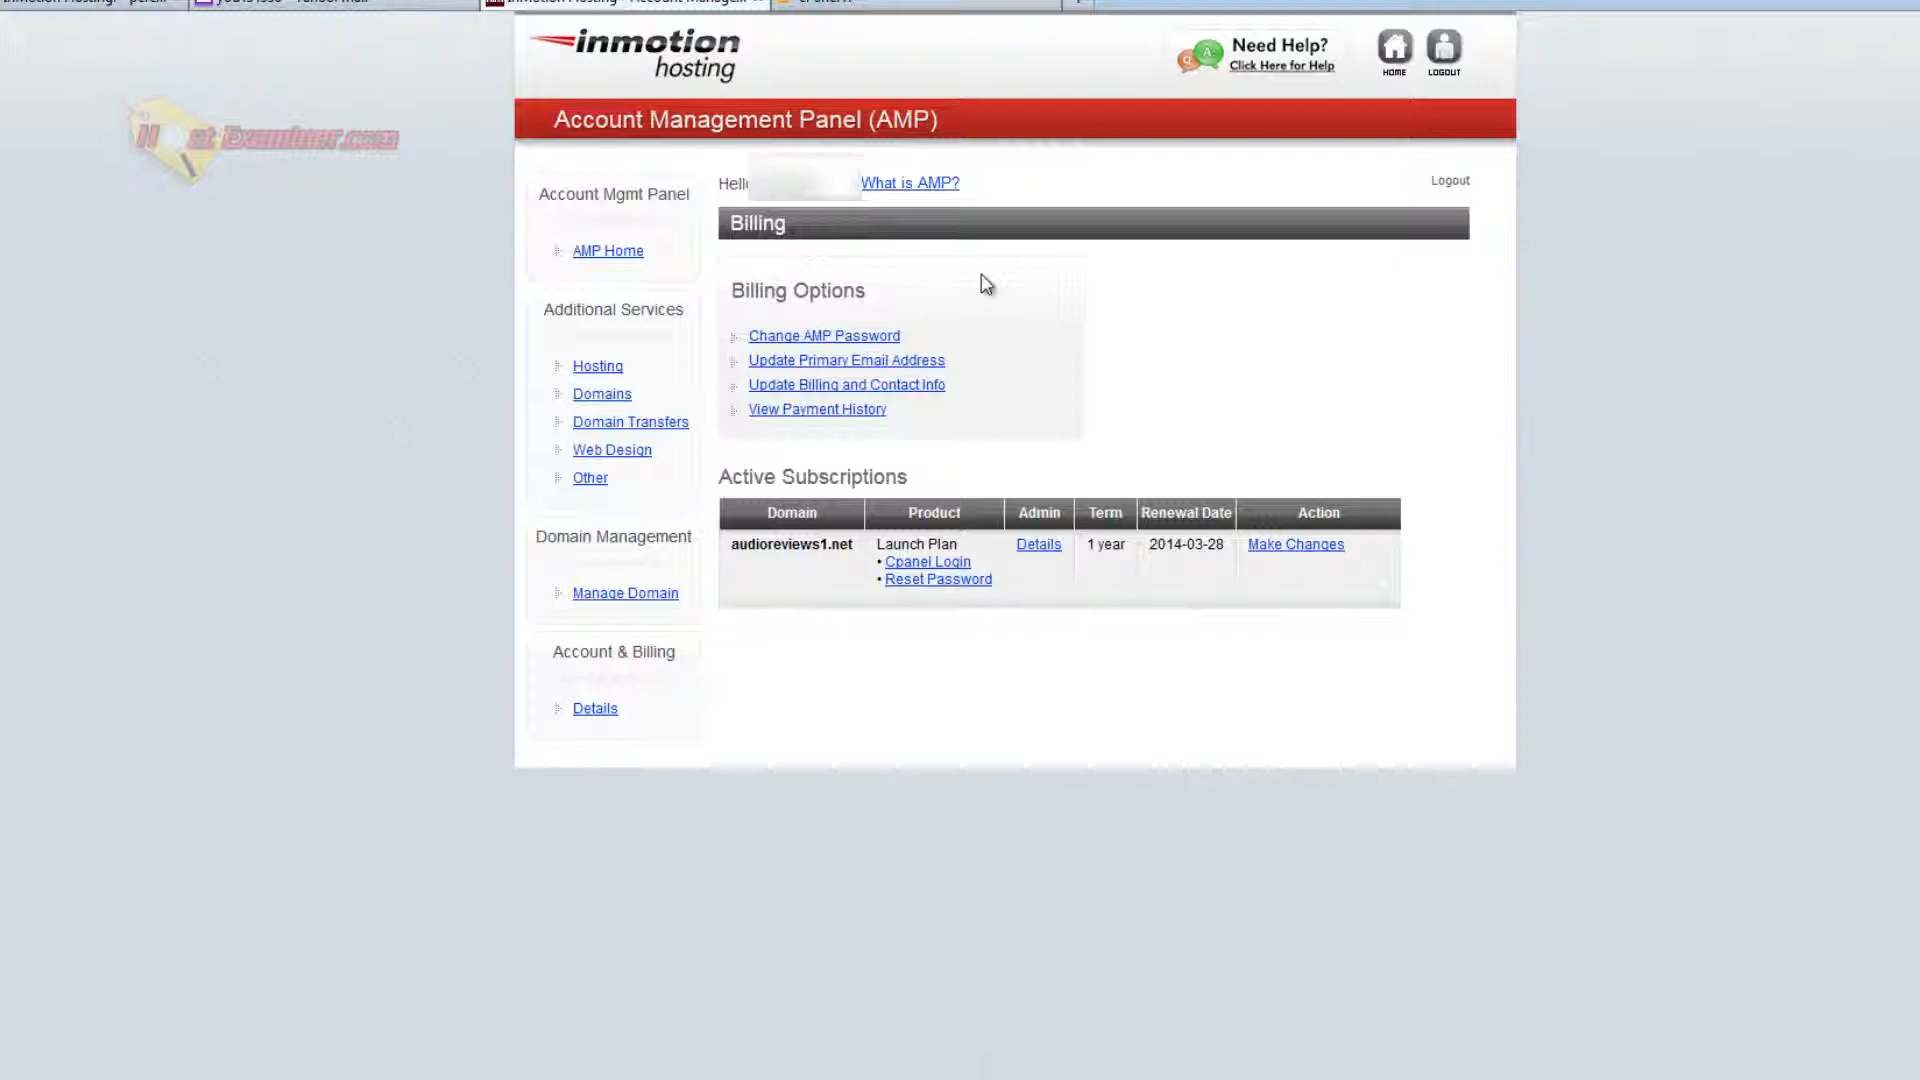 inmotion
hosting
Need Help?
Click Here for Help
HOME
LOGOUT
Account Management Panel (AMP)
Examiner.com
What is AMP?
Logout
Account Mgmt Panel
AMP Home
Additional Services
Hosting
Domains
Domain Transfers
Web Design
Other
Domain Management
Manage Domain
Account & Billing
Details
Billing
Billing Options
Change AMP Password
Update Primary Email Address
Update Billing and Contact Info
View Payment History
Active Subscriptions
Domain Product Admin Term Renewal Date Action
audioreviews1.net Launch Plan Details 1 year 2014-03-28 Make Changes
• Cpanel Login
• Reset Password